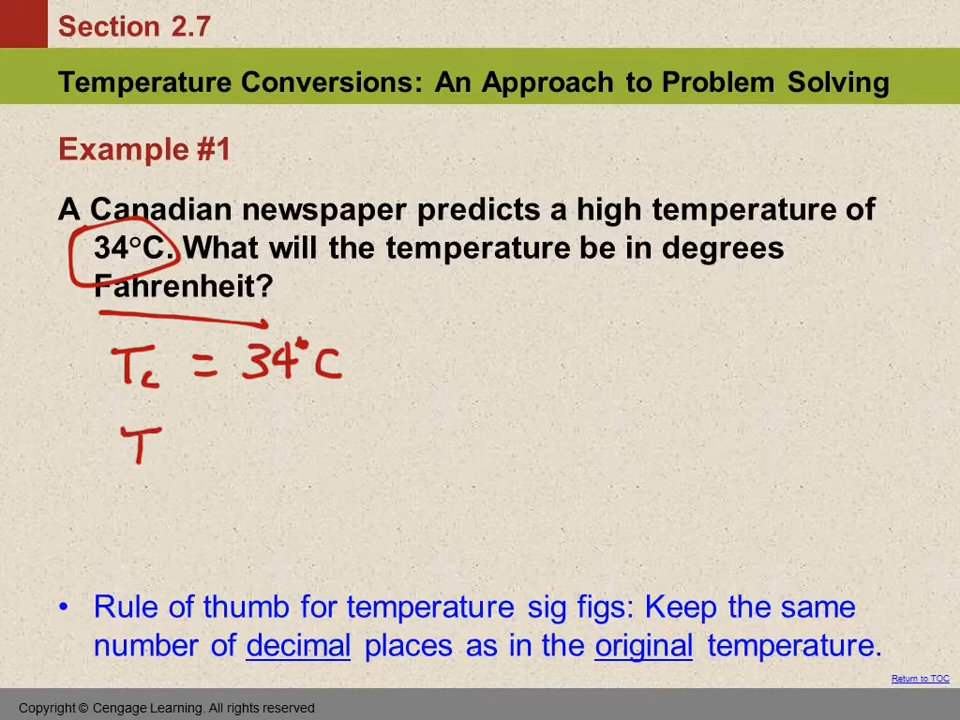 Section 2.7
Temperature Conversions: An Approach to Problem Solving
Example #1
A Canadian newspaper predicts a high temperature of
34°C. What will the temperature be in degrees
Fahrenheit?
Tc = 34°C
T
• Rule of thumb for temperature sig figs: Keep the same
number of decimal places as in the original temperature.
Return to TOC
Copyright © Cengage Learning. All rights reserved